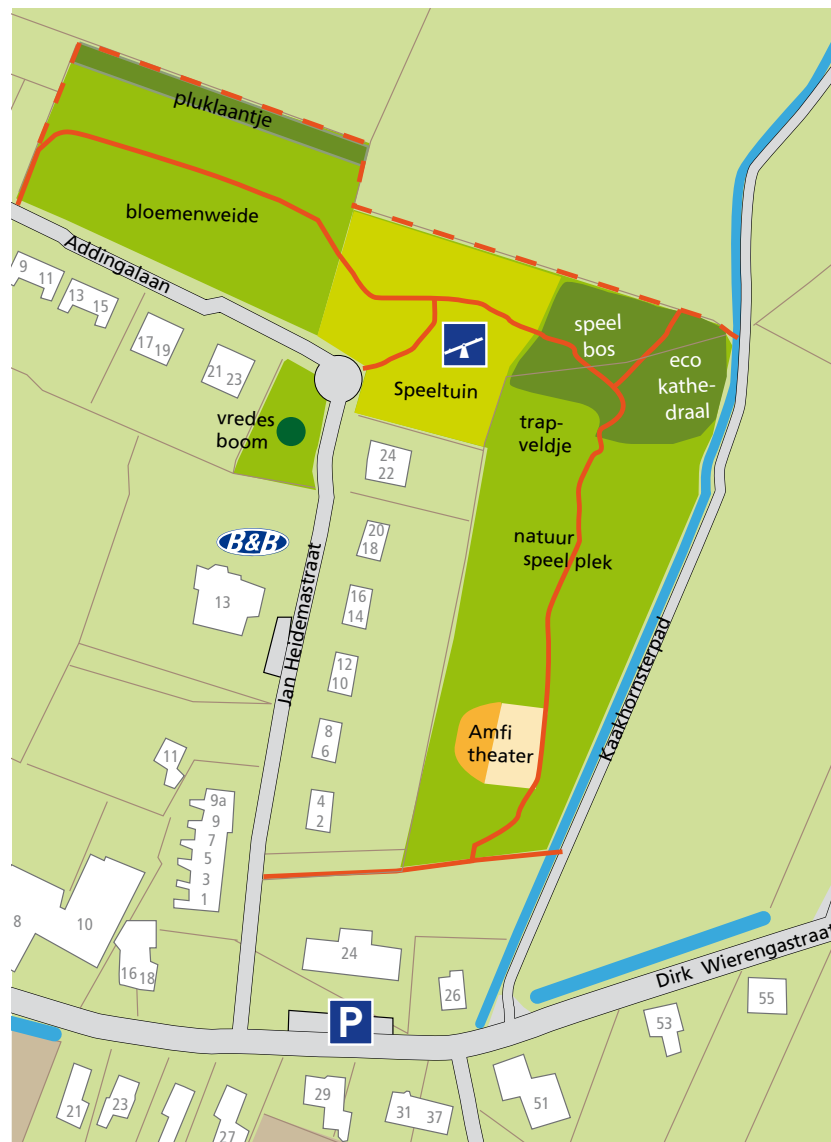 pluklaantje
bloemenweide
Addingalaan
9
11
13
15
17
19
21
23
vredes
boom
Speeltuin
speel
bos
eco
kathe-
draal
trap-
veldje
natuur
speel plek
24
22
20
18
16
14
12
10
8
6
4
2
B&B
13
Jan Heidemastraat
Kaakhornsterpad
Amfi
theater
11
9a
9
7
5
3
1
8
10
16
18
24
26
P
Dirk Wierengastraat
55
53
51
21
23
27
29
31
37